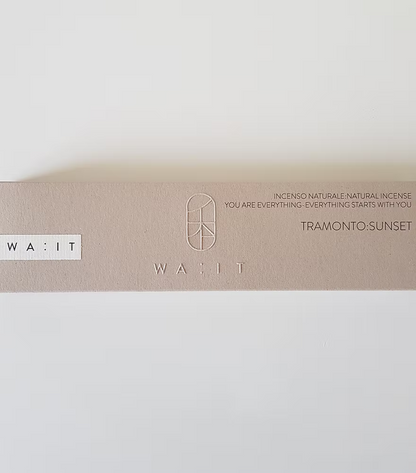 WA:IT
WA:IT
INCENSO NATURALE:NATURAL INCENSE
YOU ARE EVERYTHING-EVERYTHING STARTS WITH YOU
TRAMONTO:SUNSET